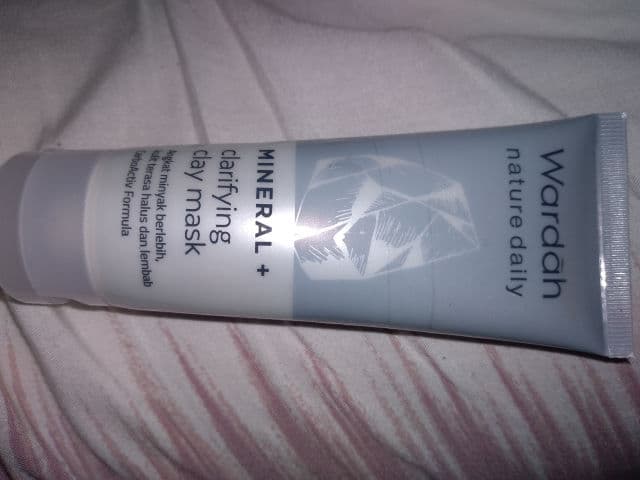 Wardah
nature daily
MINERAL +
clarifying
clay mask
Angkat minyak berlebih,
kulit terasa halus dan lembab
Formula